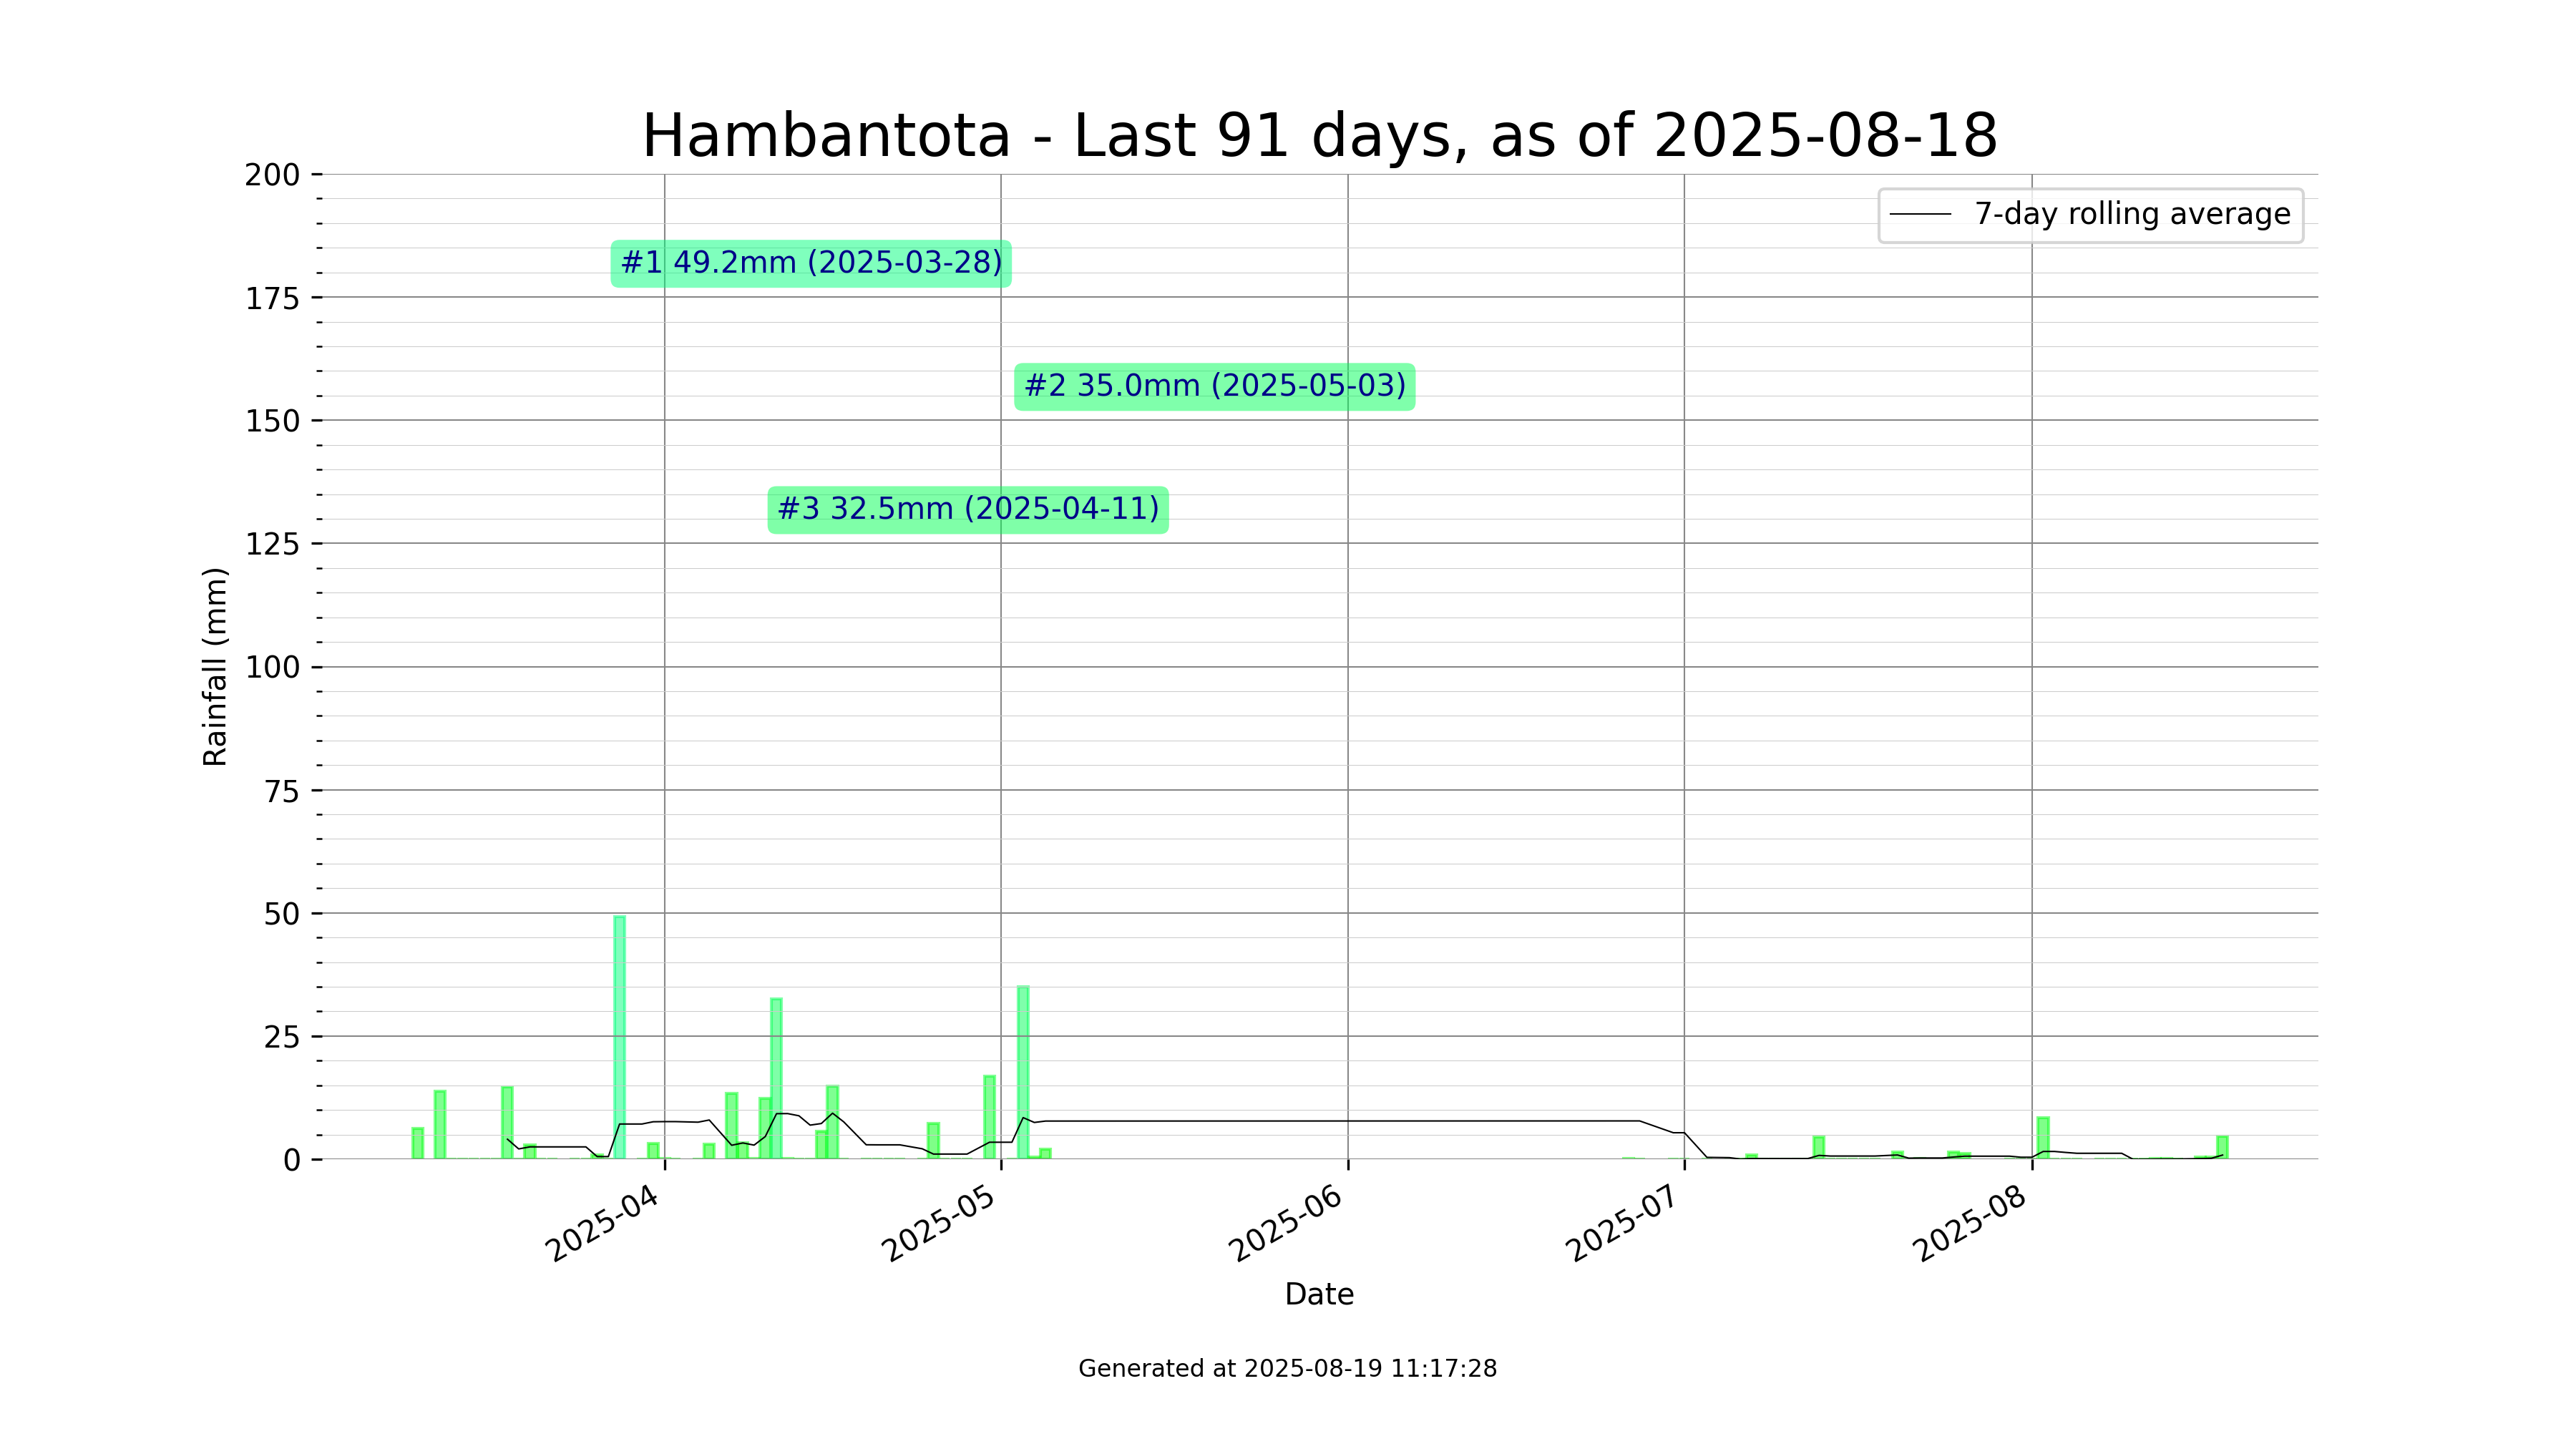 Hambantota - Last 91 days, as of 2025-08-18
200
175
150
125
100
75
50
25
0
Rainfall (mm)
7-day rolling average
#1 49.2mm (2025-03-28)
#2 35.0mm (2025-05-03)
#3 32.5mm (2025-04-11)
2025-04
2025-05
2025-06
2025-07
2025-08
Date
Generated at 2025-08-19 11:17:28